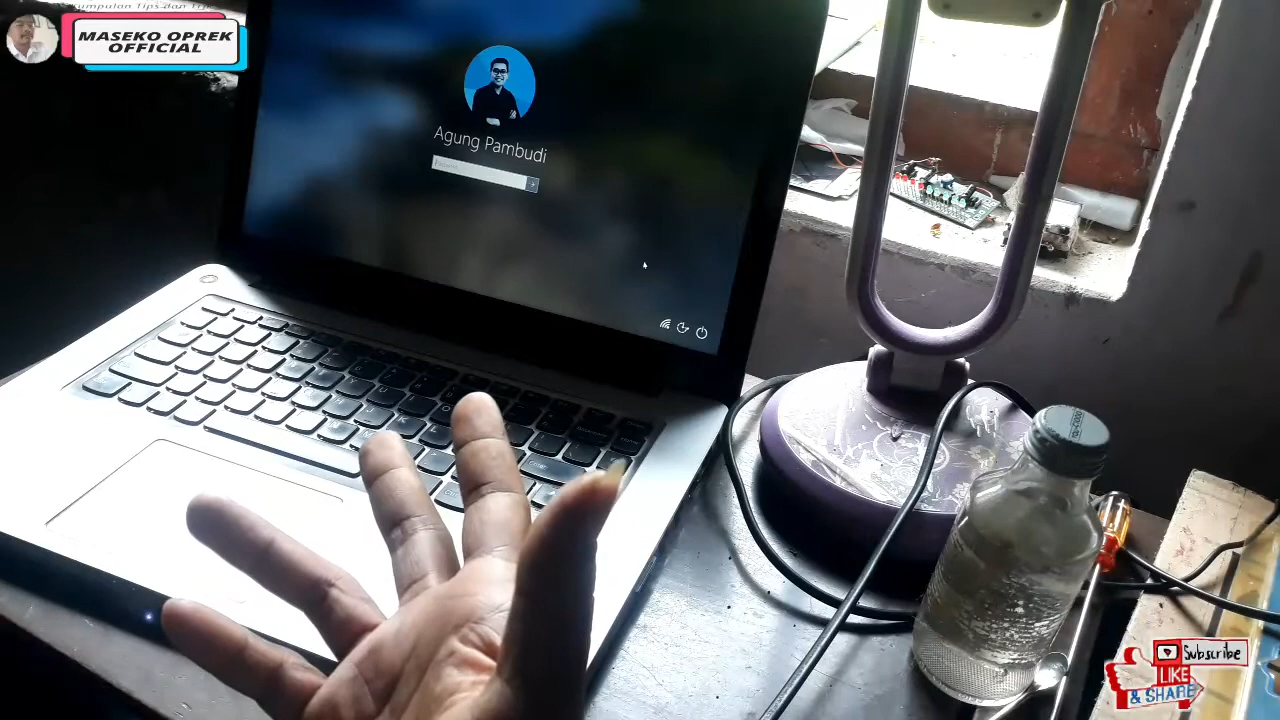 MASEKO OPREK
OFFICIAL
Agung Pambudi
Subscribe
LIKE
& SHARE